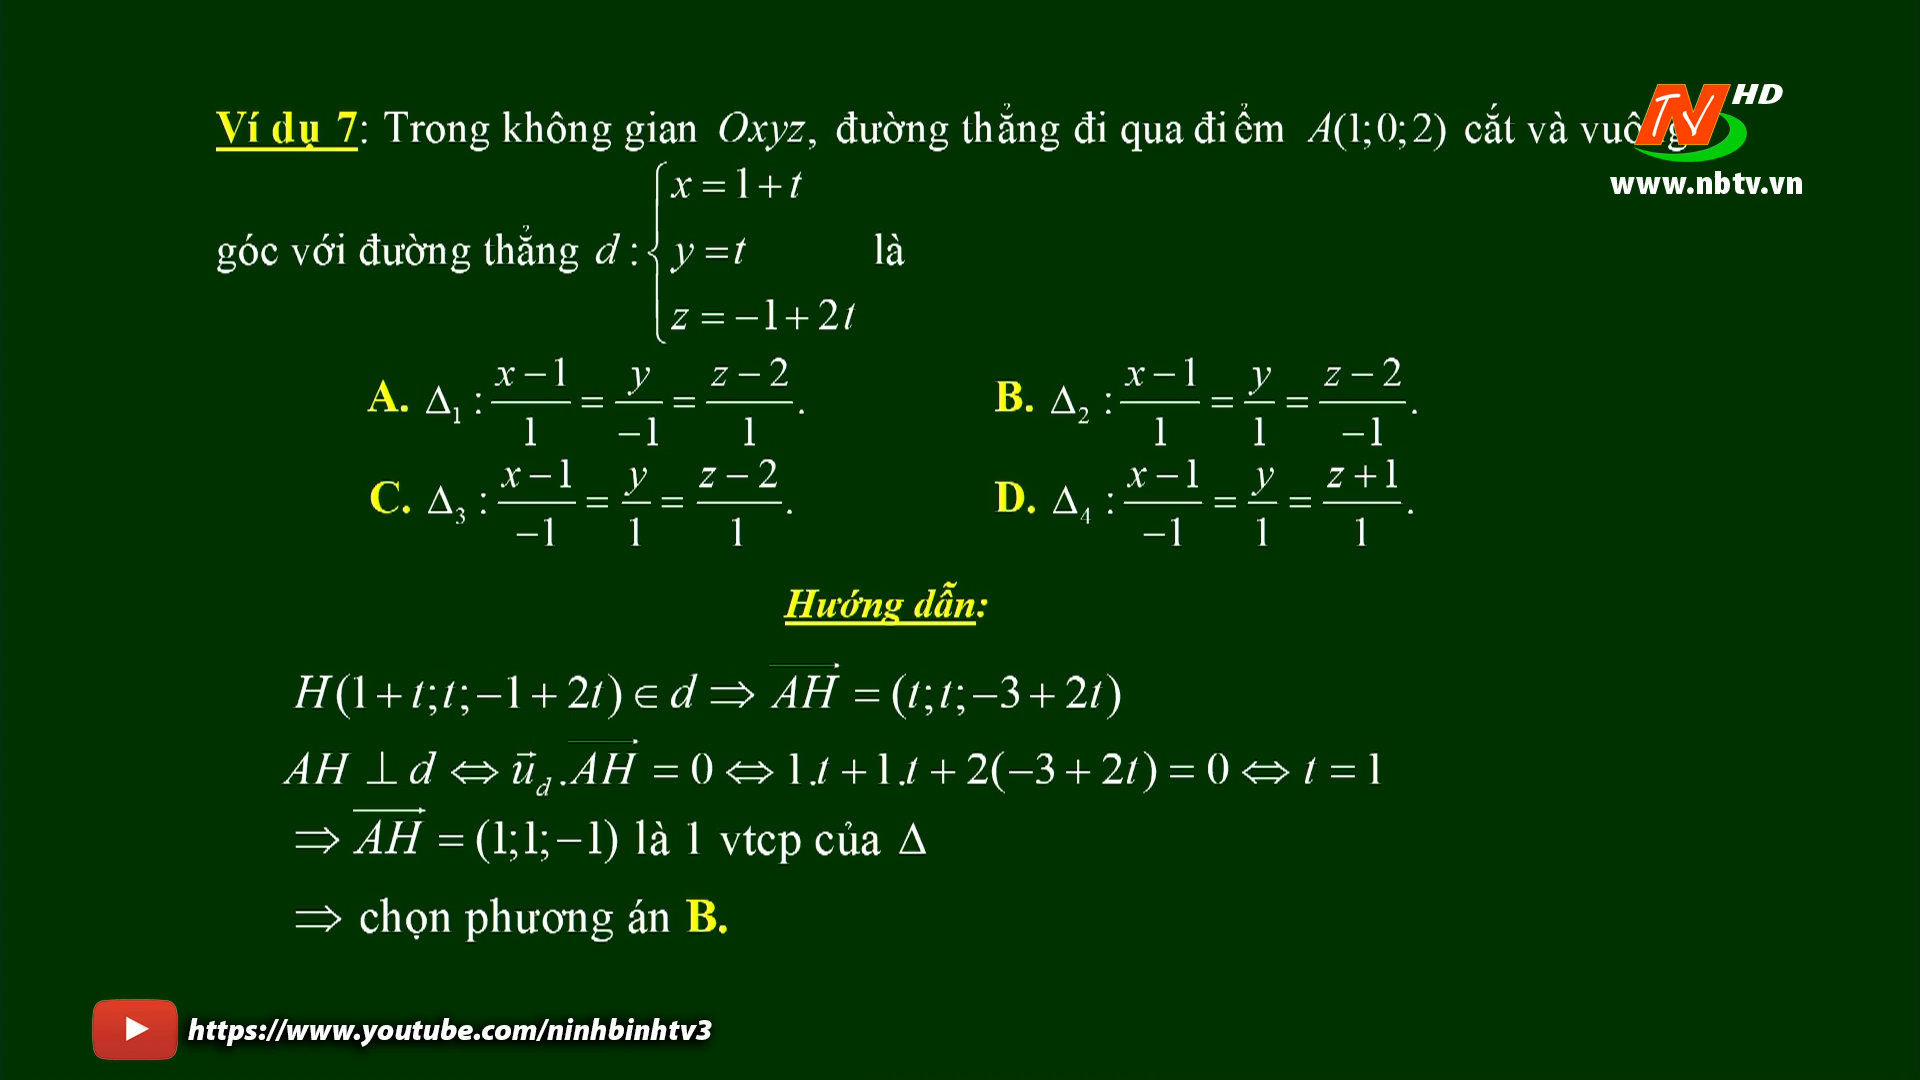 HD
www.nbtv.vn
Ví dụ 7: Trong không gian Oxyz, đường thẳng đi qua điểm A(1;0;2) cắt và
góc với đường thẳng d : { x = 1 + t
y = t là
z = −1 + 2t
A. Δ₁ : (x − 1)/1 = y/−1 = (z − 2)/1. B. Δ₂ : (x − 1)/1 = y/1 = (z − 2)/−1.
C. Δ₃ : (x − 1)/−1 = y/1 = (z − 2)/1. D. Δ₄ : (x − 1)/−1 = y/1 = (z + 1)/1.
Hướng dẫn:
H(1 + t; t; −1 + 2t) ∈ d ⇒ AH⃗ = (t; t; −3 + 2t)
AH ⊥ d ⇔ u⃗_d . AH⃗ = 0 ⇔ 1.t + 1.t + 2(−3 + 2t) = 0 ⇔ t = 1
⇒ AH⃗ = (1;1;−1) là 1 vtcp của Δ
⇒ chọn phương án B.
https://www.youtube.com/ninhbinhtv3